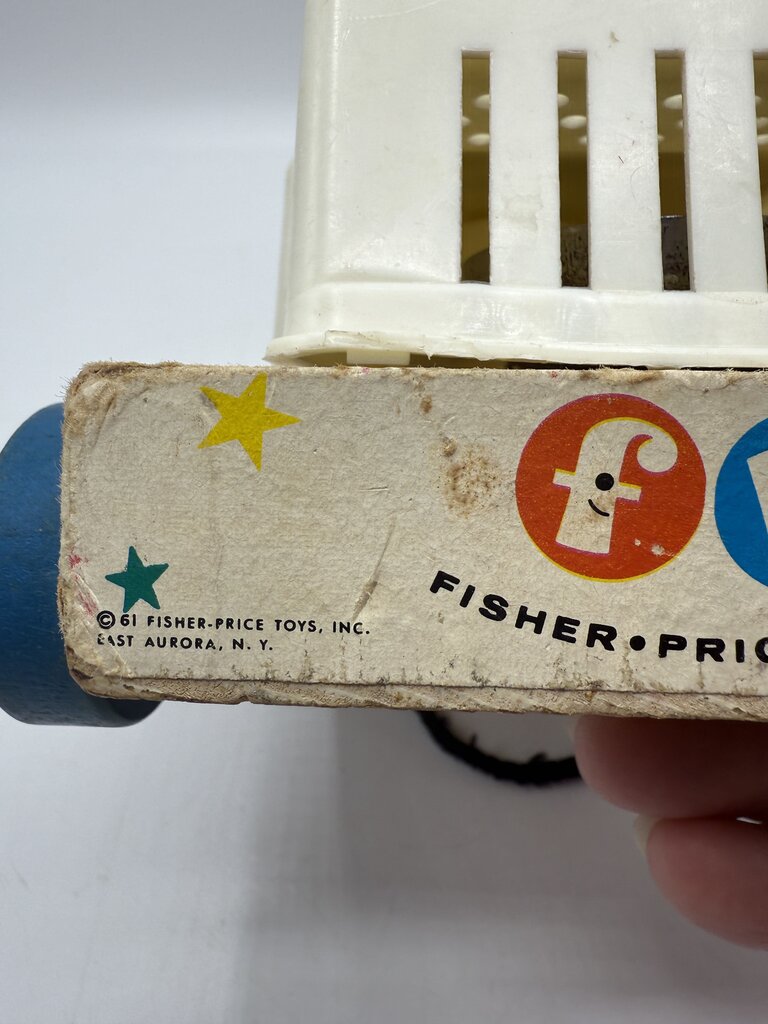 f
FISHER•PRIC
© 61 FISHER-PRICE TOYS, INC.
EAST AURORA, N. Y.